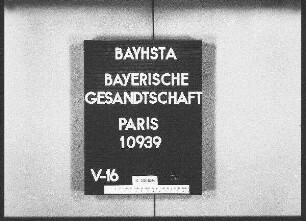 BAYHSTA
BAYERISCHE
GESANDTSCHAFT
PARIS
10939
V-16